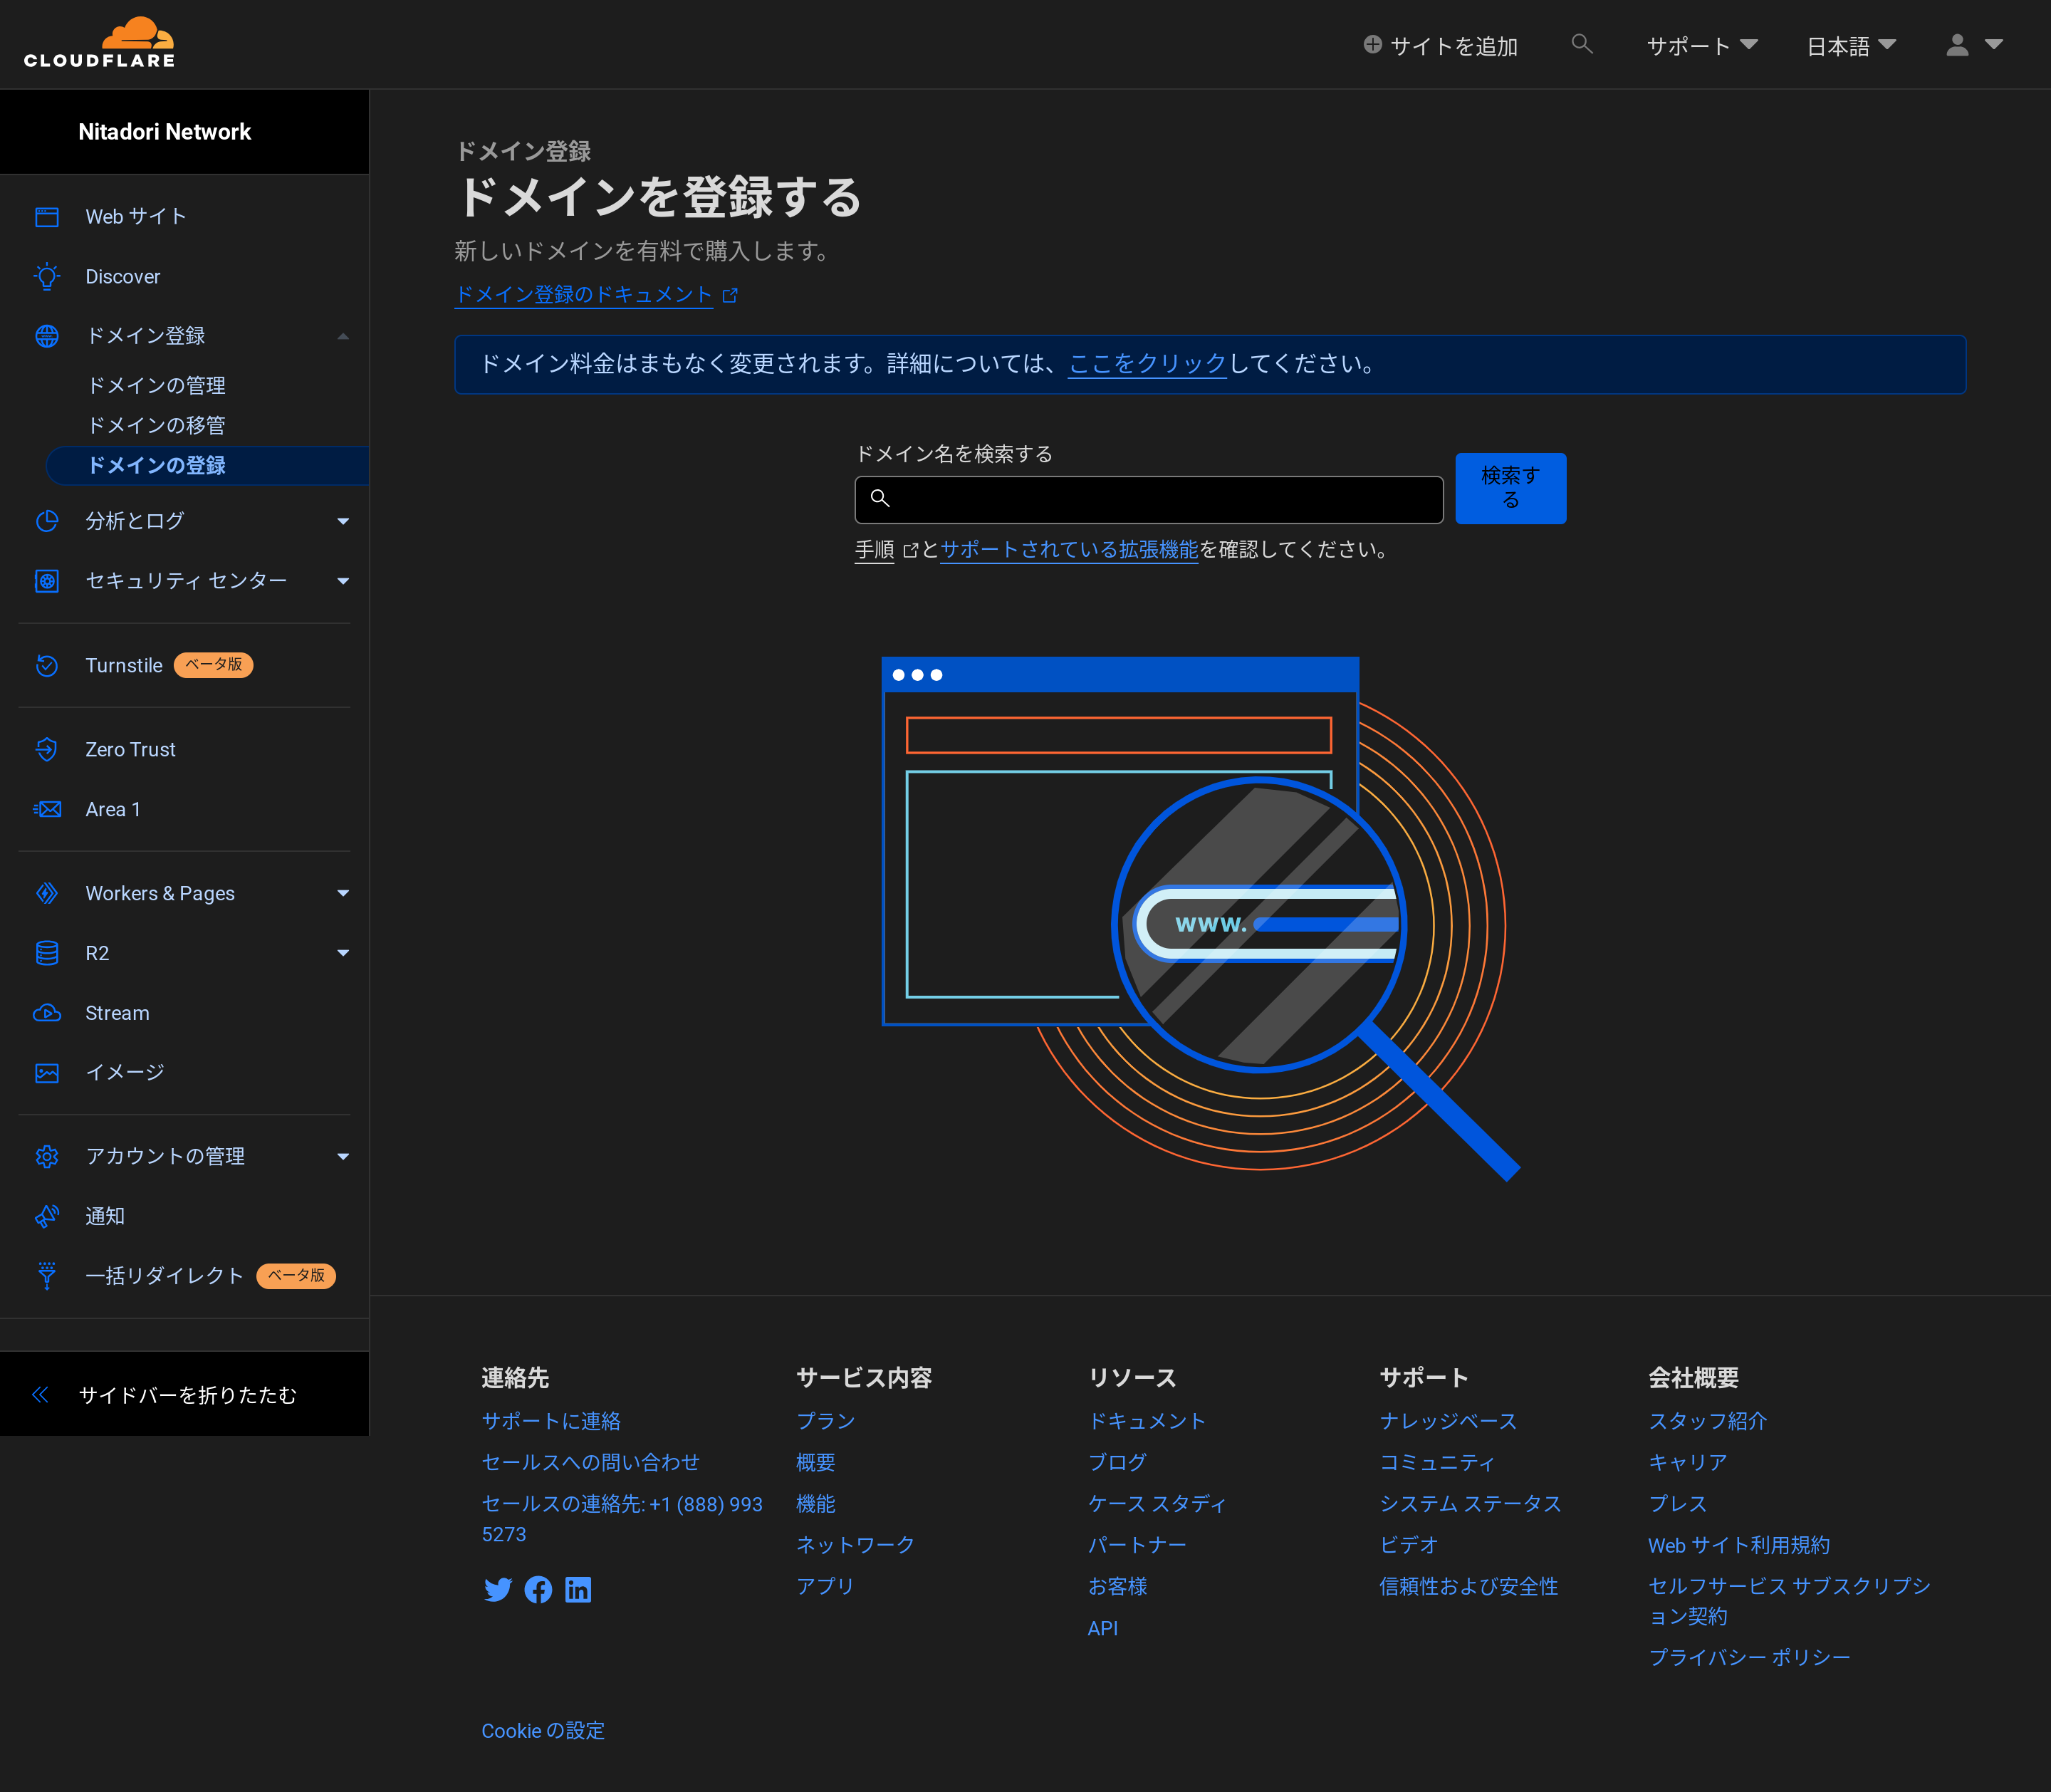 CLOUDFLARE
サイトを追加
サポート
日本語
Nitadori Network
Web サイト
Discover
ドメイン登録
ドメインの管理
ドメインの移管
ドメインの登録
分析とログ
セキュリティ センター
Turnstile ベータ版
Zero Trust
Area 1
Workers & Pages
R2
Stream
イメージ
アカウントの管理
通知
一括リダイレクト ベータ版
サイドバーを折りたたむ
ドメイン登録
ドメインを登録する
新しいドメインを有料で購入します。
ドメイン登録のドキュメント
ドメイン料金はまもなく変更されます。詳細については、ここをクリックしてください。
ドメイン名を検索する
検索す
る
手順 とサポートされている拡張機能を確認してください。
www.
連絡先
サポートに連絡
セールスへの問い合わせ
セールスの連絡先: +1 (888) 993
5273
サービス内容
プラン
概要
機能
ネットワーク
アプリ
リソース
ドキュメント
ブログ
ケース スタディ
パートナー
お客様
API
サポート
ナレッジベース
コミュニティ
システム ステータス
ビデオ
信頼性および安全性
会社概要
スタッフ紹介
キャリア
プレス
Web サイト利用規約
セルフサービス サブスクリプシ
ョン契約
プライバシー ポリシー
Cookie の設定